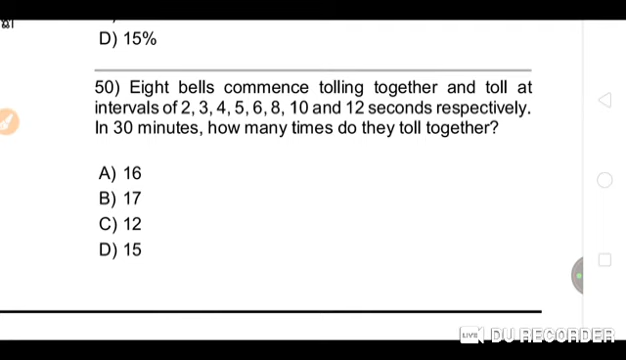 D) 15%
50) Eight bells commence tolling together and toll at
intervals of 2, 3, 4, 5, 6, 8, 10 and 12 seconds respectively.
In 30 minutes, how many times do they toll together?
A) 16
B) 17
C) 12
D) 15
LIVE DU RECORDER